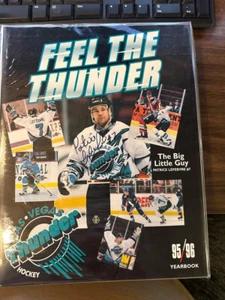 FEEL THE
THUNDER
The Big
Little Guy
PATRICE LEFEBVRE #7
LAS VEGAS
Thunder
HOCKEY
95/96
YEARBOOK